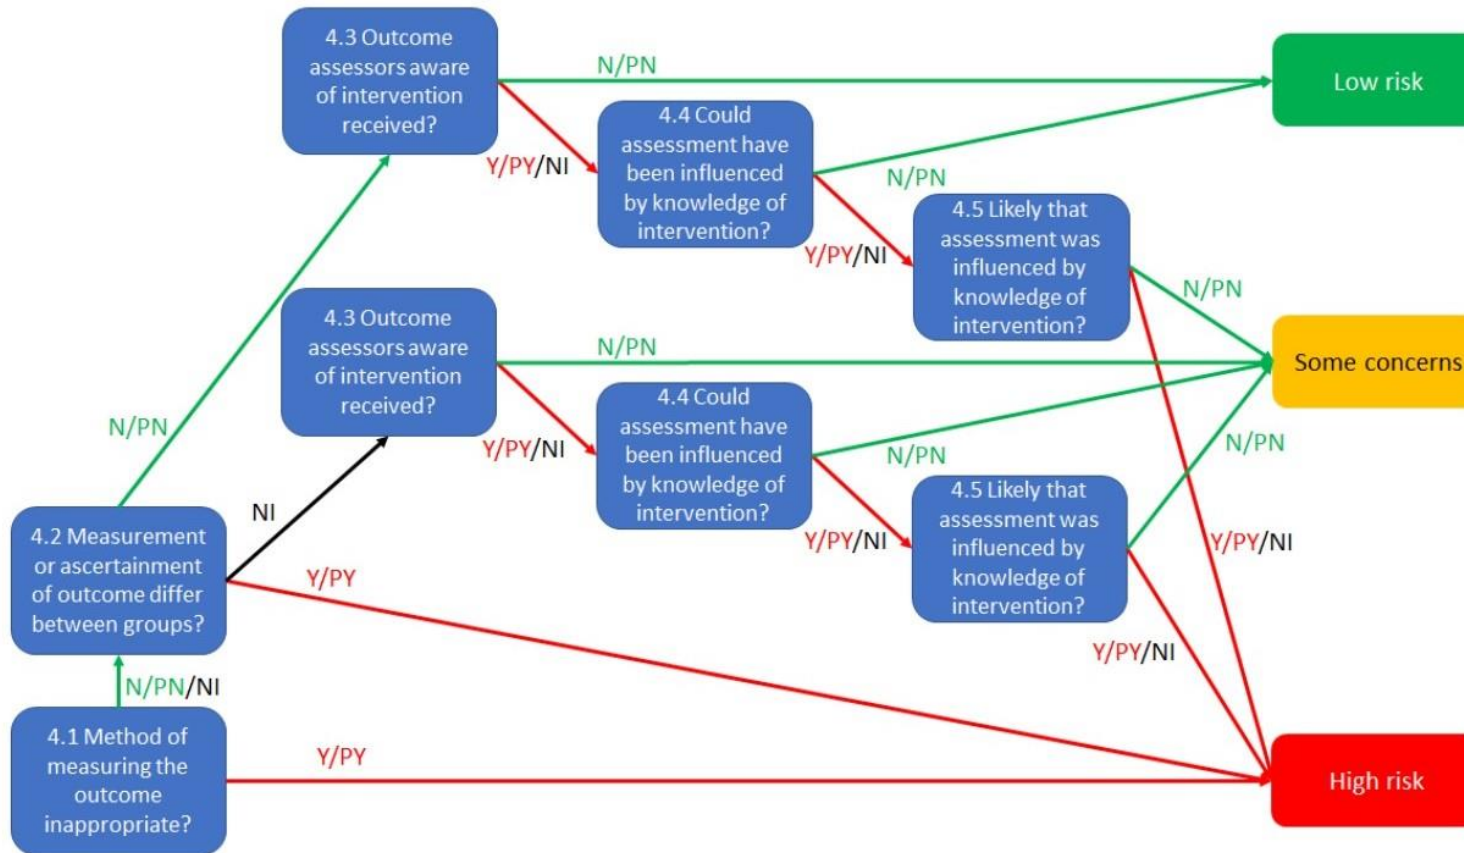 4.3 Outcome
assessors aware
of intervention
received?
N/PN
Low risk
Y/PY/NI
4.4 Could
assessment have
been influenced
by knowledge of
intervention?
N/PN
Y/PY/NI
4.5 Likely that
assessment was
influenced by
knowledge of
intervention?
N/PN
4.3 Outcome
assessors aware
of intervention
received?
N/PN
Some concerns
N/PN
Y/PY/NI
4.4 Could
assessment have
been influenced
by knowledge of
intervention?
N/PN
N/PN
Y/PY/NI
4.5 Likely that
assessment was
influenced by
knowledge of
intervention?
Y/PY/NI
Y/PY/NI
NI
4.2 Measurement
or ascertainment
of outcome differ
between groups?
Y/PY
N/PN/NI
4.1 Method of
measuring the
outcome
inappropriate?
Y/PY
High risk